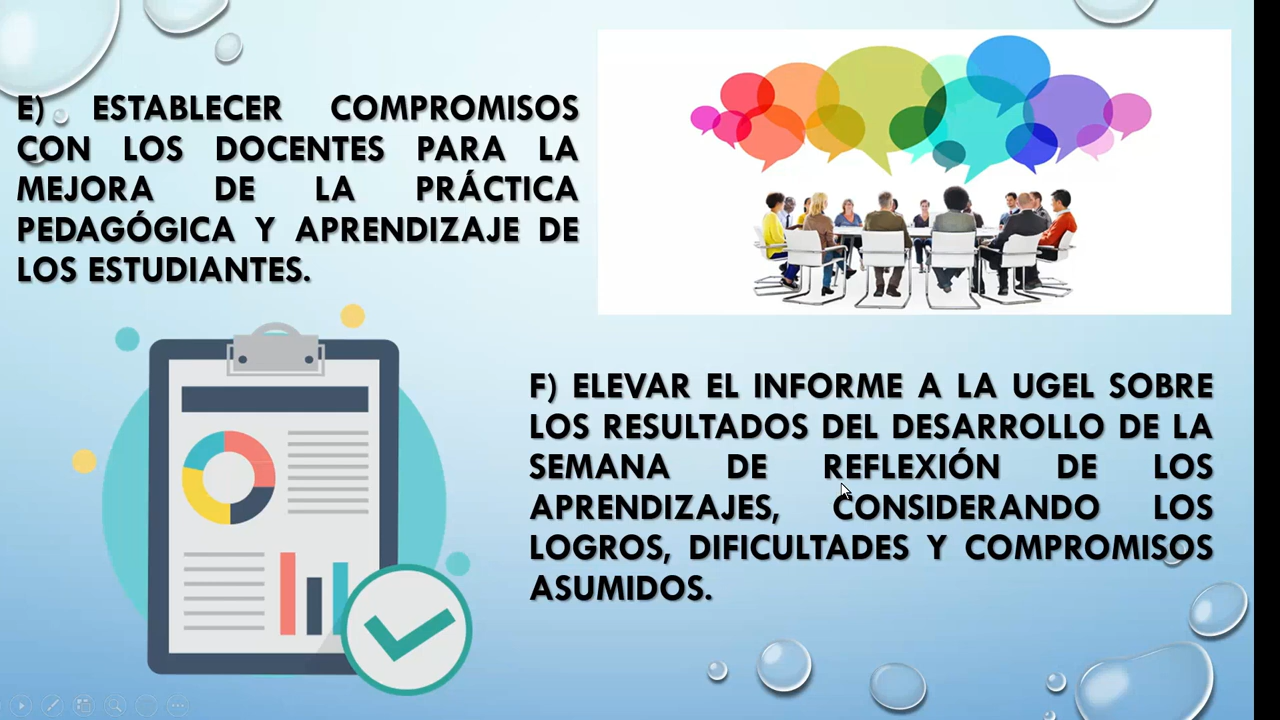 E) ESTABLECER COMPROMISOS
CON LOS DOCENTES PARA LA
MEJORA DE LA PRÁCTICA
PEDAGÓGICA Y APRENDIZAJE DE
LOS ESTUDIANTES.
F) ELEVAR EL INFORME A LA UGEL SOBRE
LOS RESULTADOS DEL DESARROLLO DE LA
SEMANA DE REFLEXIÓN DE LOS
APRENDIZAJES, CONSIDERANDO LOS
LOGROS, DIFICULTADES Y COMPROMISOS
ASUMIDOS.